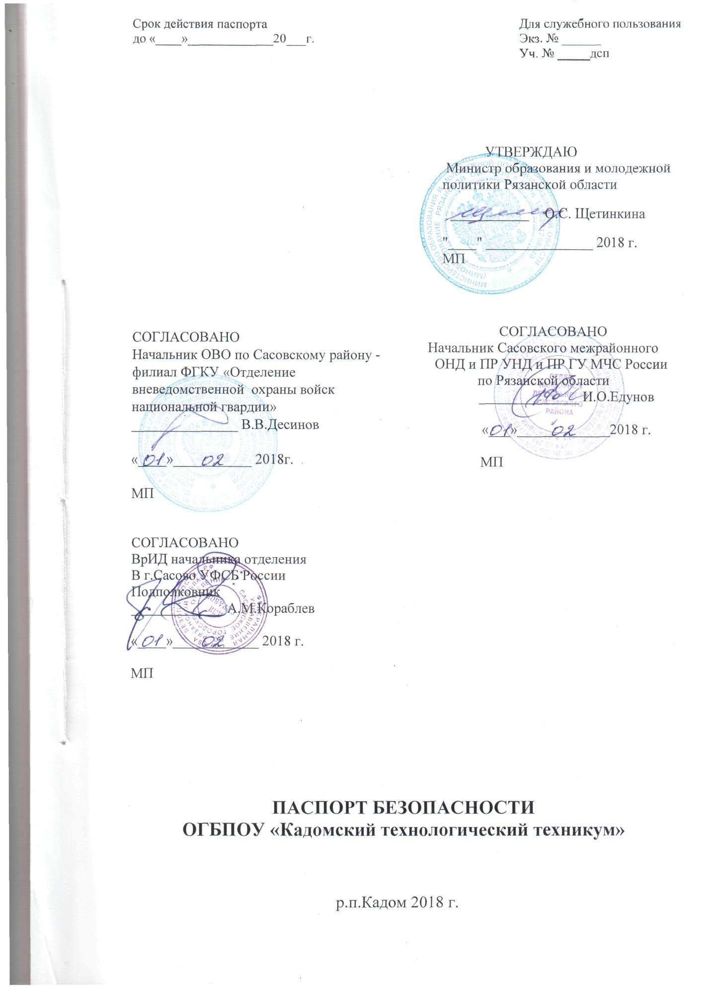 Срок действия паспорта
до «____»_____________20___г.
Для служебного пользования
Экз. № ______
Уч. № _____дсп
УТВЕРЖДАЮ
Министр образования и молодежной
политики Рязанской области
___________ О.С. Щетинкина
"____" _______________ 2018 г.
МП
СОГЛАСОВАНО
Начальник ОВО по Сасовскому району -
филиал ФГКУ «Отделение
вневедомственной охраны войск
национальной гвардии»
_______________ В.В.Десинов
«01» 02 2018г.
МП
СОГЛАСОВАНО
Начальник Сасовского межрайонного
ОНД и ПР УНД и ПР ГУ МЧС России
по Рязанской области
______________ И.О.Едунов
«01» 02 2018 г.
МП
СОГЛАСОВАНО
ВрИД начальника отделения
В г.Сасово УФСБ России
Подполковник
_____________ А.М.Кораблев
«01» 02 2018 г.
МП
ПАСПОРТ БЕЗОПАСНОСТИ
ОГБПОУ «Кадомский технологический техникум»
р.п.Кадом 2018 г.